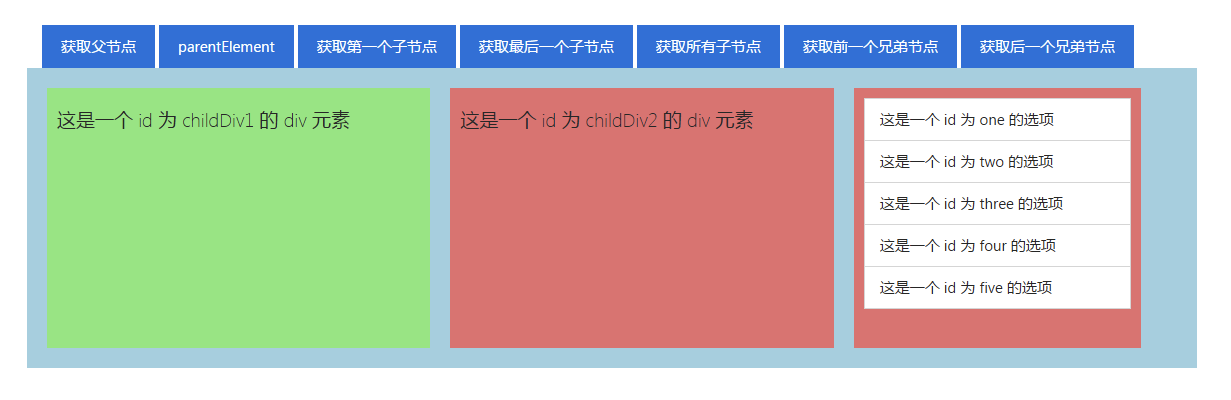 获取父节点
parentElement
获取第一个子节点
获取最后一个子节点
获取所有子节点
获取前一个兄弟节点
获取后一个兄弟节点
这是一个 id 为 childDiv1 的 div 元素
这是一个 id 为 childDiv2 的 div 元素
这是一个 id 为 one 的选项
这是一个 id 为 two 的选项
这是一个 id 为 three 的选项
这是一个 id 为 four 的选项
这是一个 id 为 five 的选项